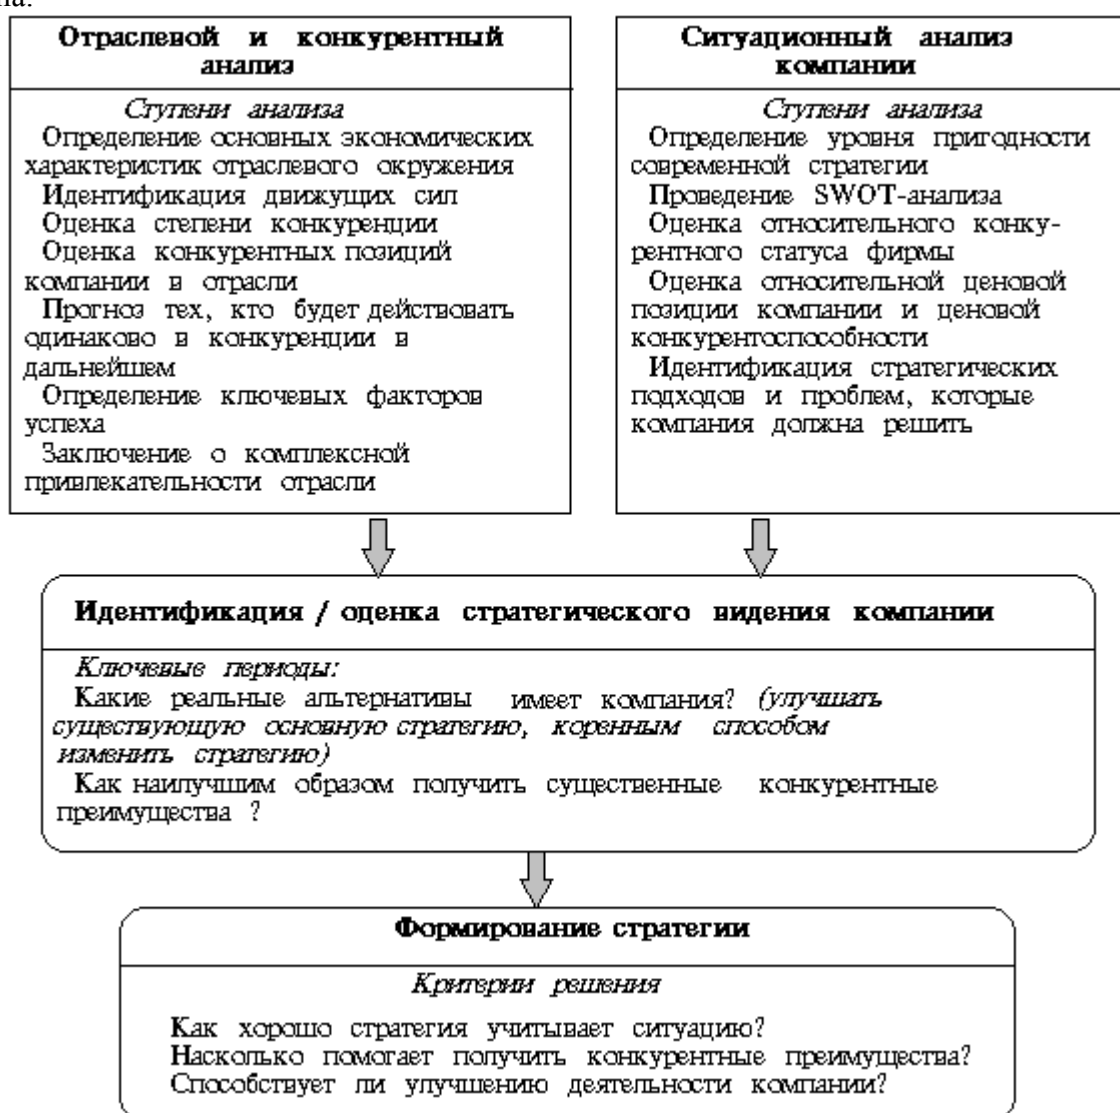 на.
Отраслевой и конкурентный
анализ
Ступени анализа
Определение основных экономических
характеристик отраслевого окружения
Идентификация движущих сил
Оценка степени конкуренции
Оценка конкурентных позиций
компании в отрасли
Прогноз тех, кто будет действовать
одинаково в конкуренции в
дальнейшем
Определение ключевых факторов
успеха
Заключение о комплексной
привлекательности отрасли
Ситуационный анализ
компании
Ступени анализа
Определение уровня пригодности
современной стратегии
Проведение SWOT-анализа
Оценка относительного конку-
рентного статуса фирмы
Оценка относительной ценовой
позиции компании и ценовой
конкурентоспособности
Идентификация стратегических
подходов и проблем, которые
компания должна решить
Идентификация / оценка стратегического видения компании
Ключевые периоды:
Какие реальные альтернативы имеет компания? (улучшать
существующую основную стратегию, коренным способом
изменить стратегию)
Как наилучшим образом получить существенные конкурентные
преимущества ?
Формирование стратегии
Критерии решения
Как хорошо стратегия учитывает ситуацию?
Насколько помогает получить конкурентные преимущества?
Способствует ли улучшению деятельности компании?